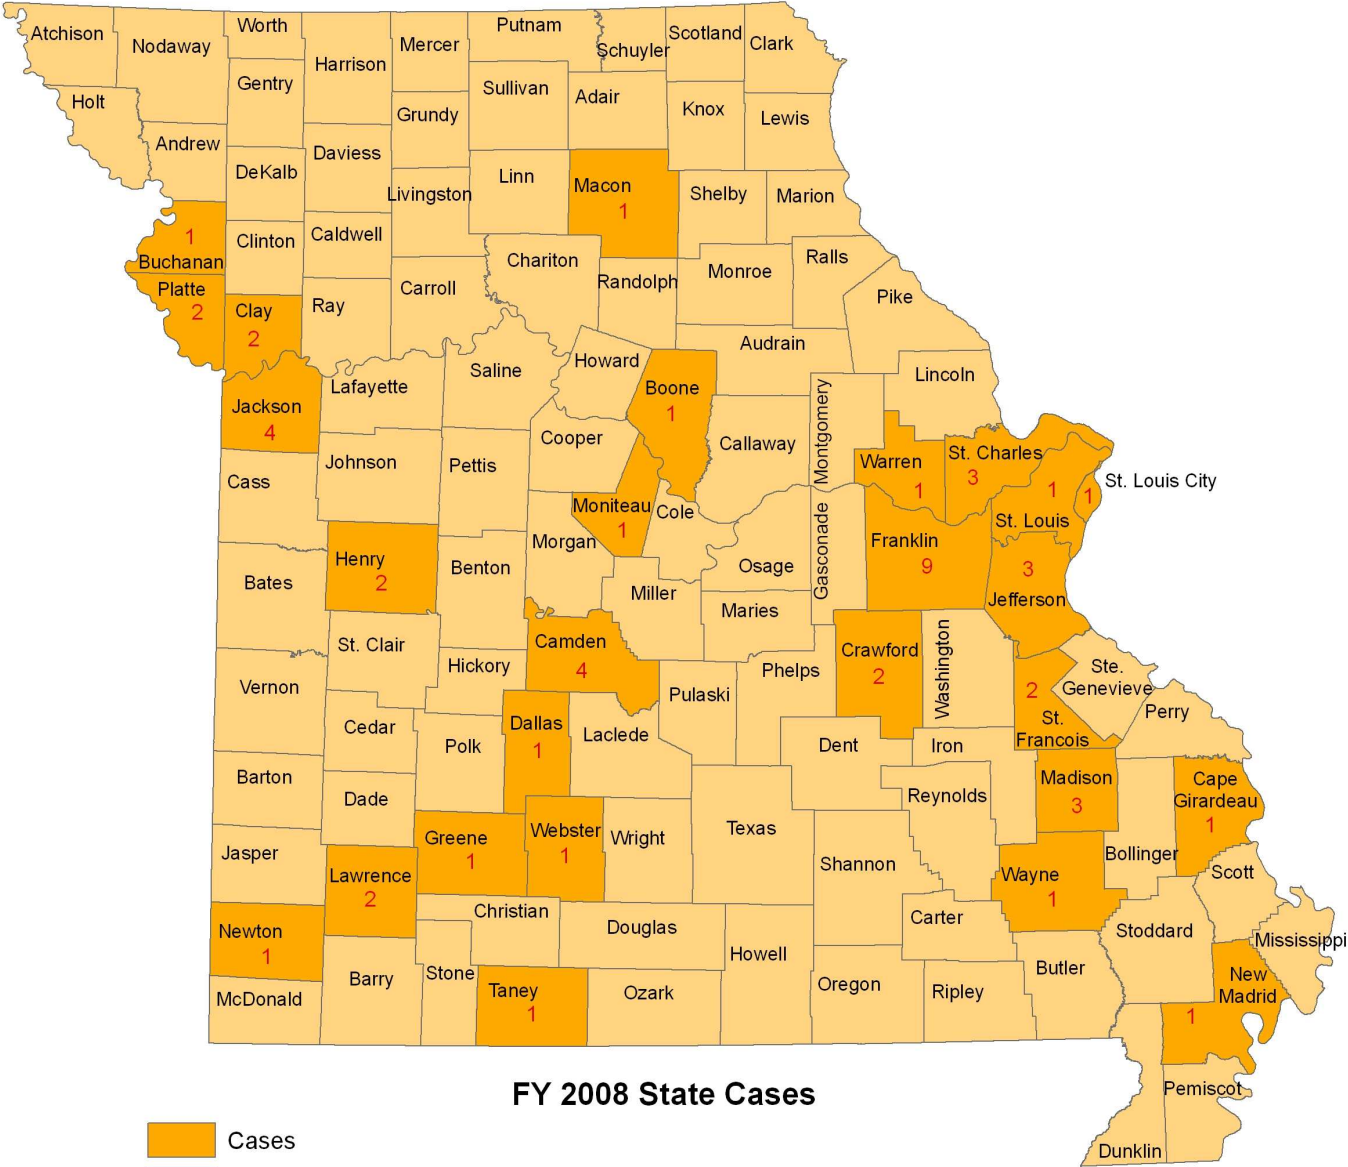 Atchison
Nodaway
Worth
Harrison
Mercer
Putnam
Schuyler
Scotland
Clark
Holt
Gentry
Grundy
Sullivan
Adair
Knox
Lewis
Andrew
DeKalb
Daviess
Livingston
Linn
Macon
1
Shelby
Marion
1
Buchanan
Clinton
Caldwell
Chariton
Randolph
Monroe
Ralls
Pike
Platte
2
Clay
2
Ray
Carroll
Audrain
Howard
Boone
1
Lincoln
Saline
Lafayette
Jackson
4
Cooper
Callaway
Montgomery
Warren
1
St. Charles
3
1
St. Louis
1
St. Louis City
Cass
Johnson
Pettis
Moniteau
1
Cole
Morgan
Osage
Gasconade
Franklin
9
3
Jefferson
Bates
Henry
2
Benton
Miller
Maries
St. Clair
Hickory
Camden
4
Pulaski
Phelps
Crawford
2
Washington
2
St.
Francois
Ste.
Genevieve
Perry
Vernon
Cedar
Polk
Dallas
1
Laclede
Dent
Iron
Reynolds
Madison
3
Cape
Girardeau
1
Barton
Dade
Greene
1
Webster
1
Wright
Texas
Shannon
Wayne
1
Bollinger
Scott
Jasper
Lawrence
2
Christian
Douglas
Howell
Carter
Stoddard
Mississippi
Newton
1
Barry
Stone
Taney
1
Ozark
Oregon
Ripley
Butler
New
Madrid
1
McDonald
Pemiscot
Dunklin
FY 2008 State Cases
Cases